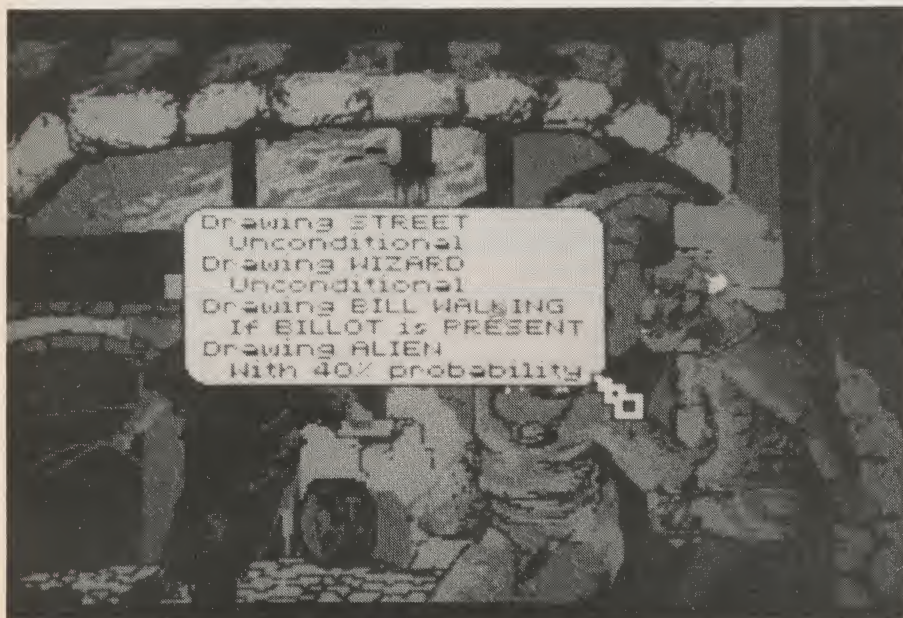 Drawing STREET
Unconditional
Drawing WIZARD
Unconditional
Drawing BILL WALKING
If BILLOT is PRESENT
Drawing ALIEN
With 40% probability